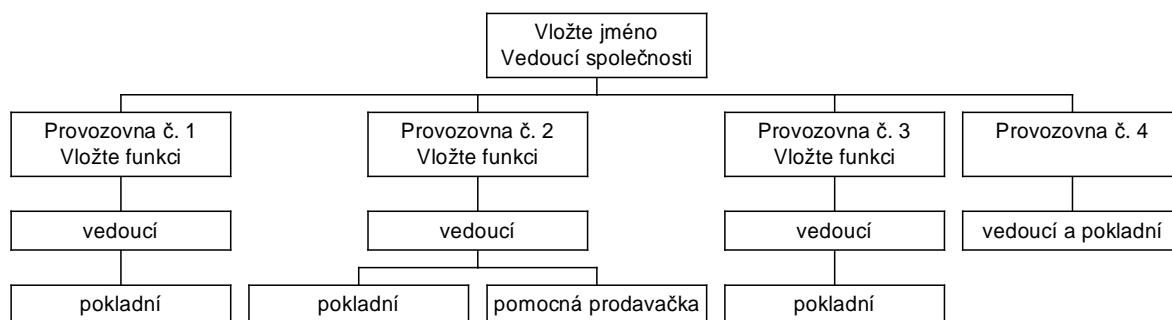 Vložte jméno
Vedoucí společnosti
Provozovna č. 1
Vložte funkci
Provozovna č. 2
Vložte funkci
Provozovna č. 3
Vložte funkci
Provozovna č. 4
vedoucí
vedoucí
vedoucí
vedoucí a pokladní
pokladní
pokladní
pomocná prodavačka
pokladní